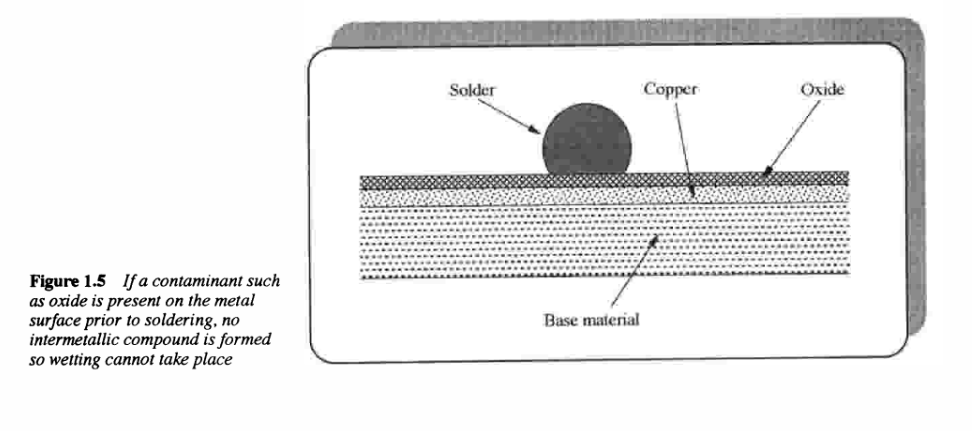 Solder
Copper
Oxide
Base material
Figure 1.5 If a contaminant such
as oxide is present on the metal
surface prior to soldering, no
intermetallic compound is formed
so wetting cannot take place